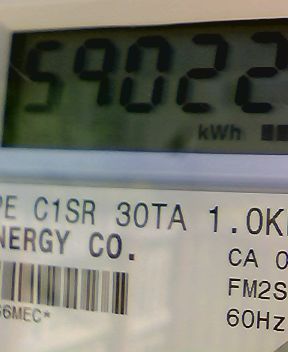 59022
kWh
PE C1SR 30TA 1.0K
NERGY CO.
CA 0
FM2S
6MEC*
60Hz